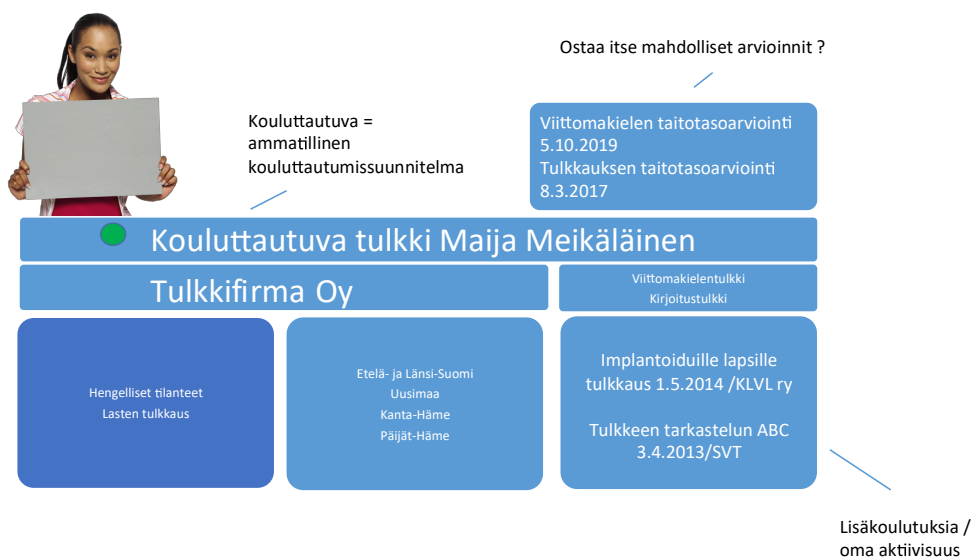 Ostaa itse mahdolliset arvioinnit ?
Kouluttautuva =
ammatillinen
kouluttautumissuunnitelma
Viittomakielen taitotasoarviointi
5.10.2019
Tulkkauksen taitotasoarviointi
8.3.2017
Kouluttautuva tulkki Maija Meikäläinen
Tulkkifirma Oy
Viittomakielentulkki
Kirjoitustulkki
Hengelliset tilanteet
Lasten tulkkaus
Etelä- ja Länsi-Suomi
Uusimaa
Kanta-Häme
Päijät-Häme
Implantoiduille lapsille
tulkkaus 1.5.2014 /KLVL ry
Tulkkeen tarkastelun ABC
3.4.2013/SVT
Lisäkoulutuksia /
oma aktiivisuus